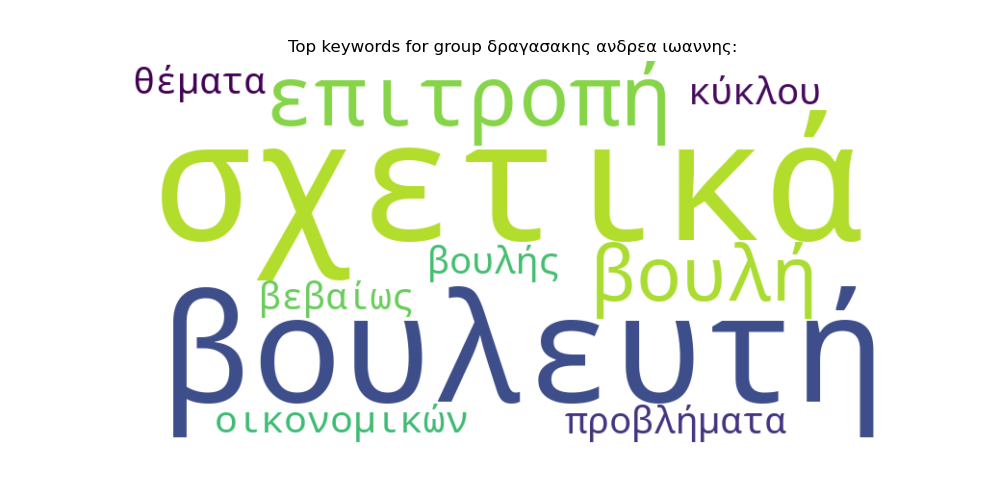 Top keywords for group δραγασακης ανδρεα ιωαννης:
θέματα
επιτροπή
κύκλου
σχετικά
βουλής
βουλή
βεβαίως
βουλευτή
οικονομικών
προβλήματα